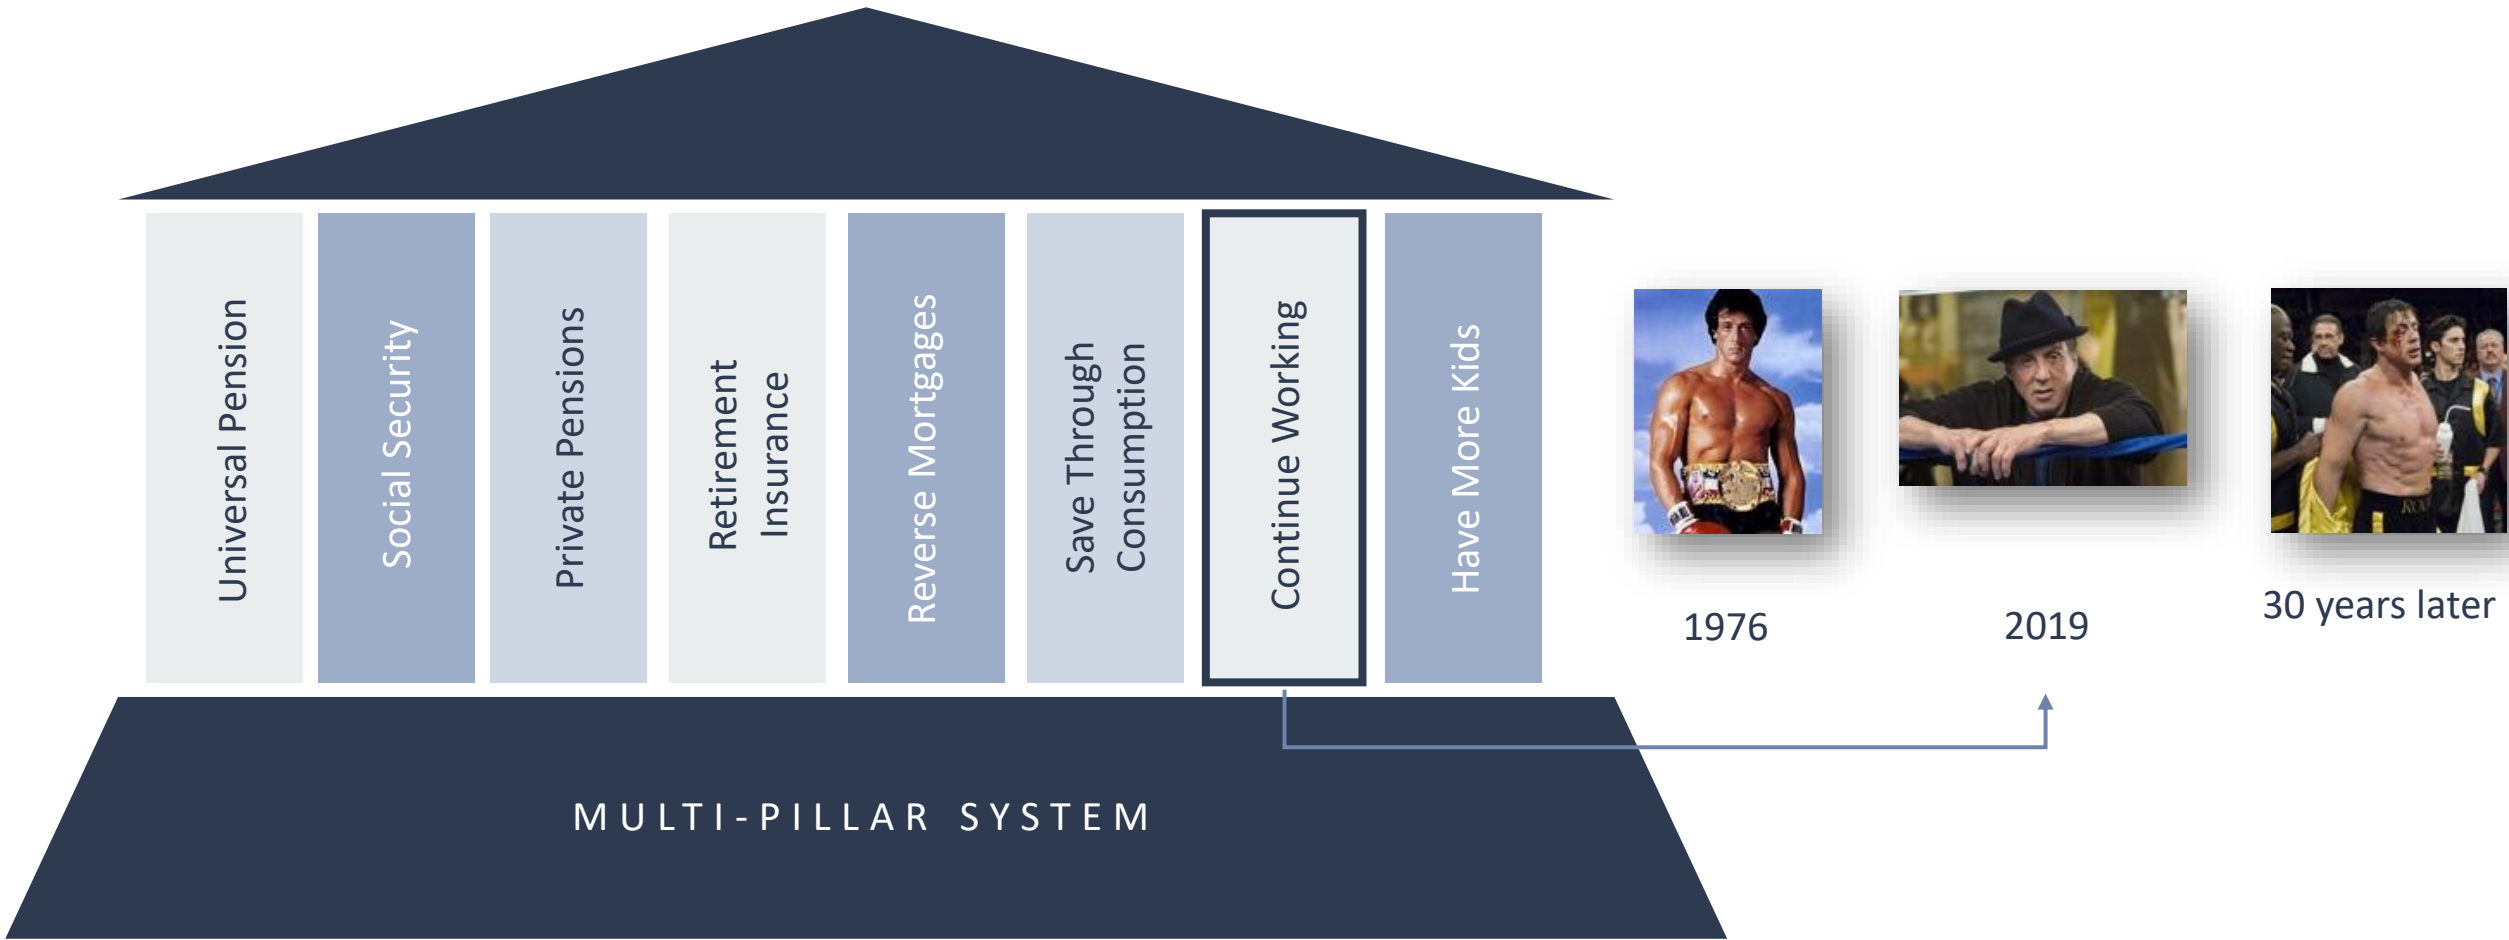 Universal Pension
Social Security
Private Pensions
Retirement
Insurance
Reverse Mortgages
Save Through
Consumption
Continue Working
Have More Kids
1976
2019
30 years later
MULTI-PILLAR SYSTEM